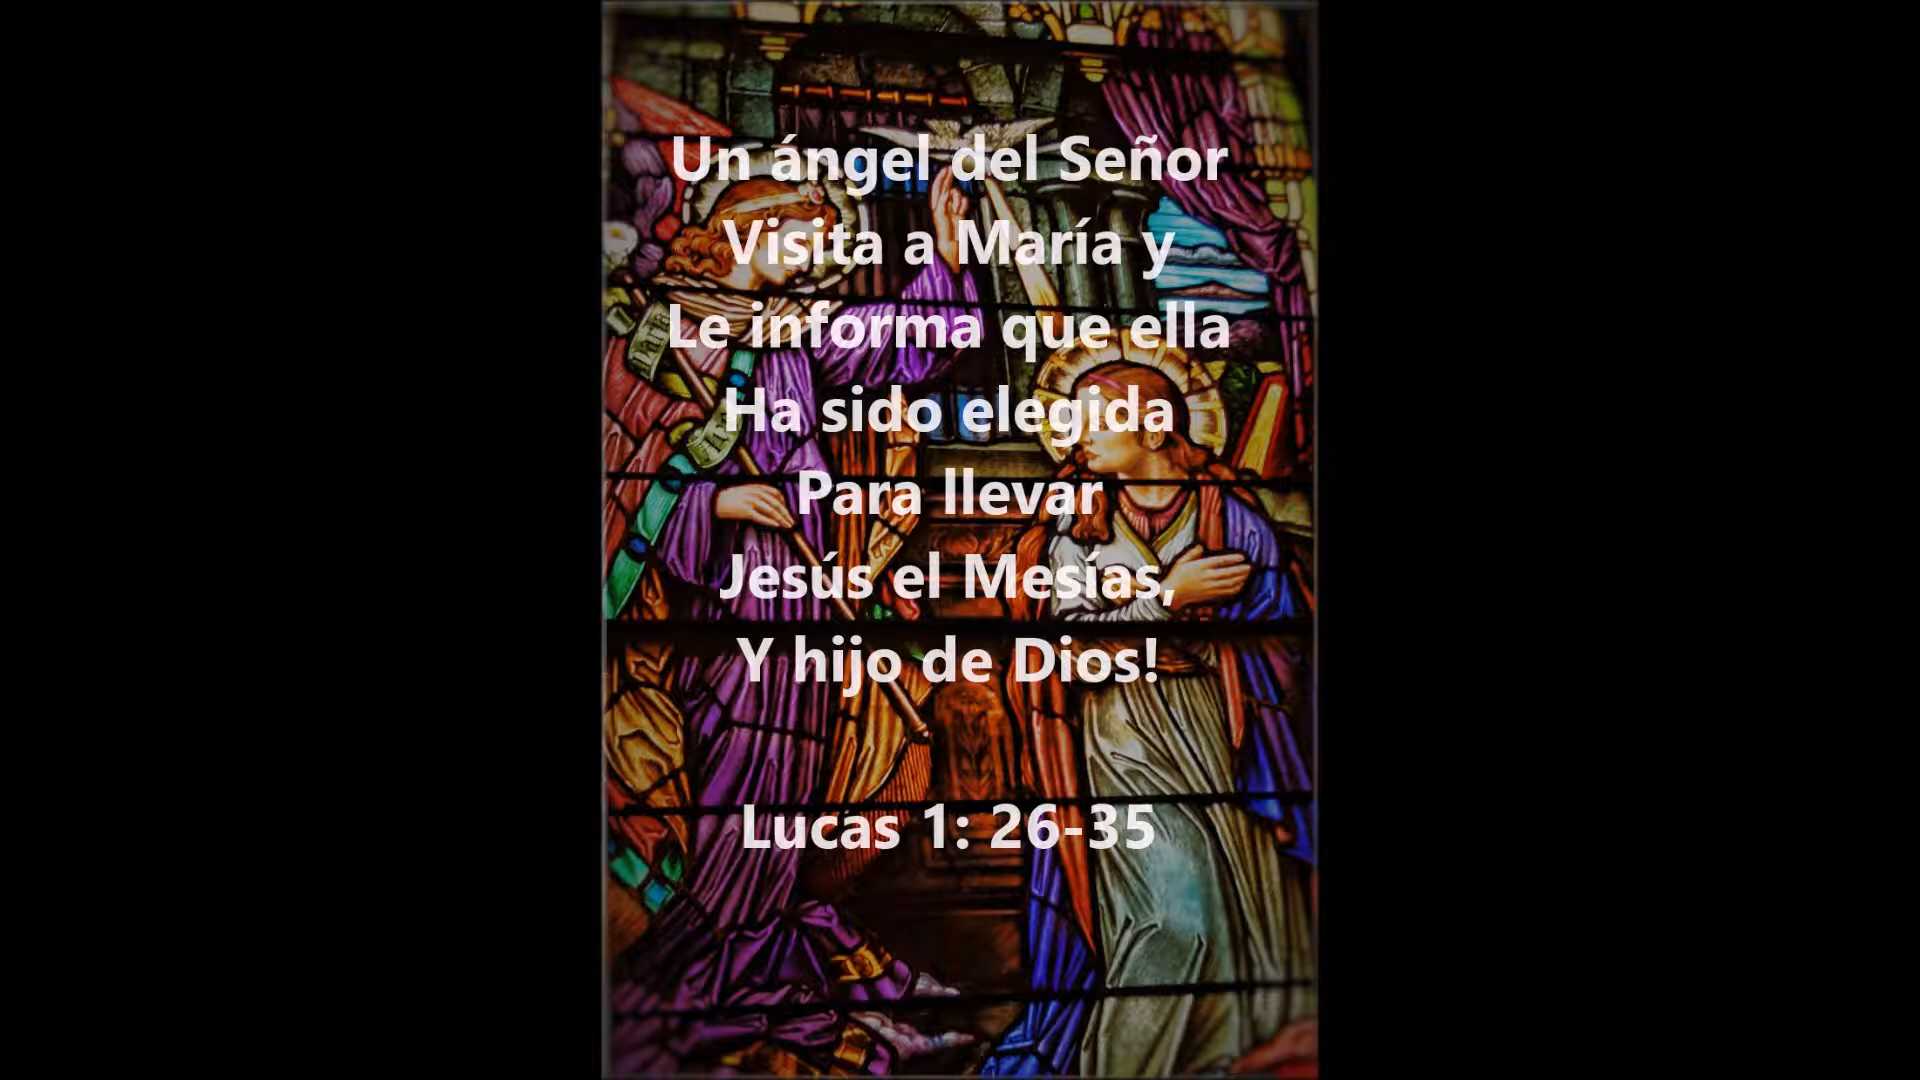 Un ángel del Señor
Visita a María y
Le informa que ella
Ha sido elegida
Para llevar
Jesús el Mesías,
Y hijo de Dios!
Lucas 1: 26-35